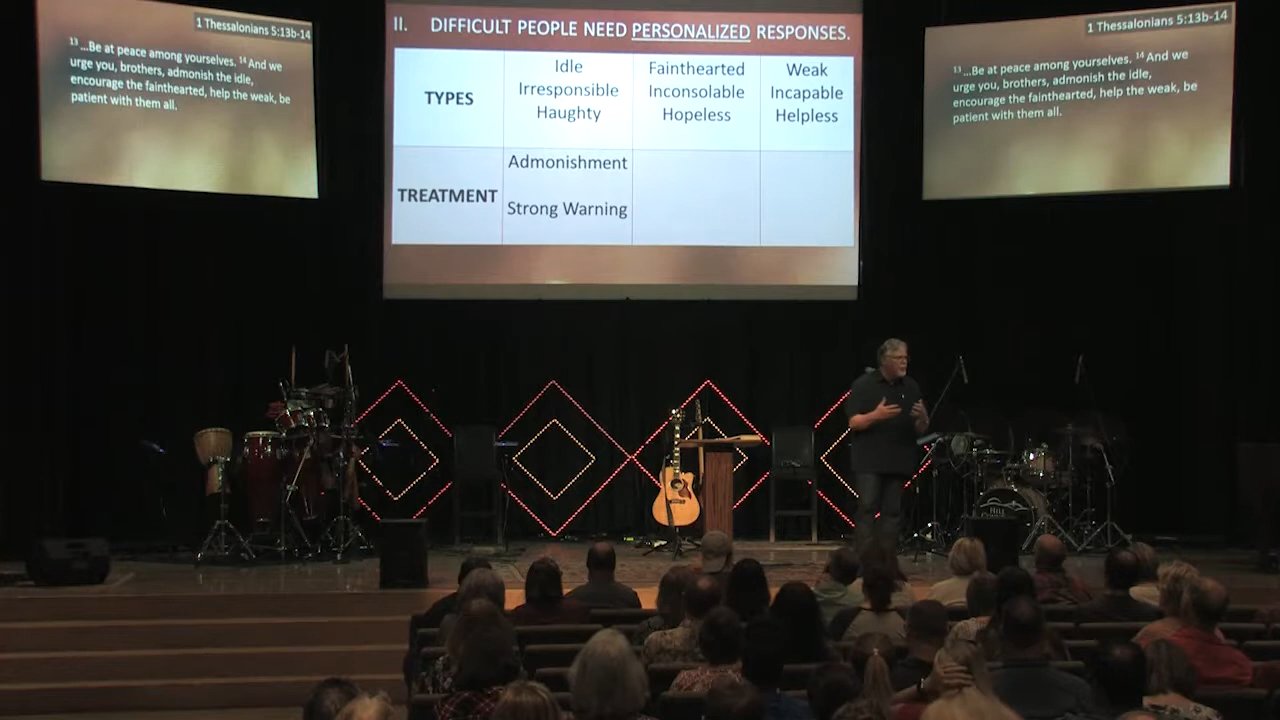 1 Thessalonians 5:13b-14
13 ...Be at peace among yourselves. 14 And we
urge you, brothers, admonish the idle,
encourage the fainthearted, help the weak, be
patient with them all.
II. DIFFICULT PEOPLE NEED PERSONALIZED RESPONSES.
TYPES
Idle
Irresponsible
Haughty
Fainthearted
Inconsolable
Hopeless
Weak
Incapable
Helpless
TREATMENT
Admonishment
Strong Warning
1 Thessalonians 5:13b-14
13 ...Be at peace among yourselves. 14 And we
urge you, brothers, admonish the idle,
encourage the fainthearted, help the weak, be
patient with them all.
Hill